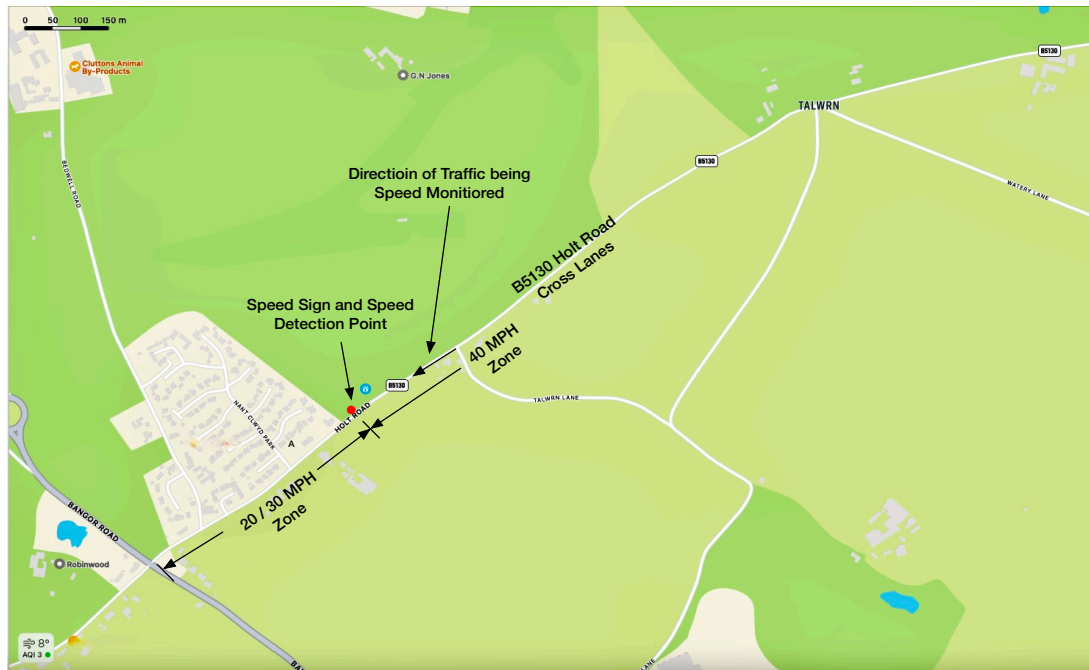 0 50 100 150 m
Cluttons Animal
By-Products
G.N Jones
B5130
TALWRN
B5130
WATERY LANE
BEDWELL ROAD
Directioin of Traffic being
Speed Monitiored
B5130 Holt Road
Cross Lanes
Speed Sign and Speed
Detection Point
40 MPH
Zone
B5130
HOLT ROAD
TALWRN LANE
NANT CLWYD PARK
A
20 / 30 MPH
Zone
BANGOR ROAD
Robinwood
8°
AQI 3